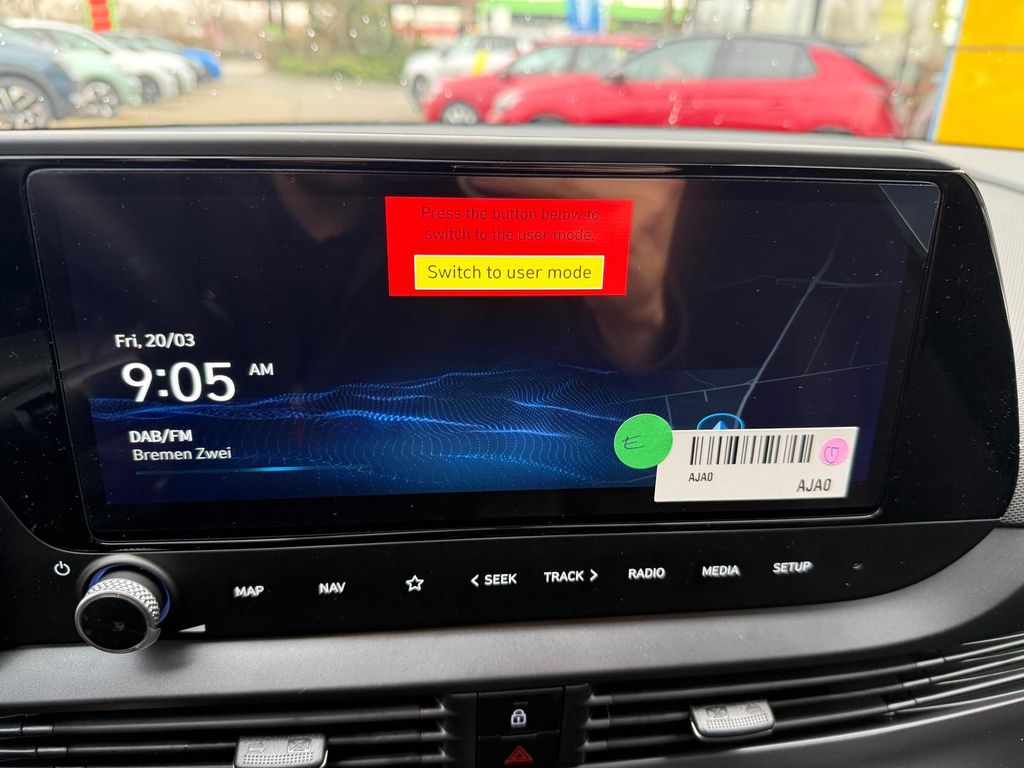 Press the button below to
switch to the user mode.
Switch to user mode
Fri, 20/03
9:05 AM
DAB/FM
Bremen Zwei
E
AJA0
AJA0
MAP
NAV
SEEK
TRACK
RADIO
MEDIA
SETUP